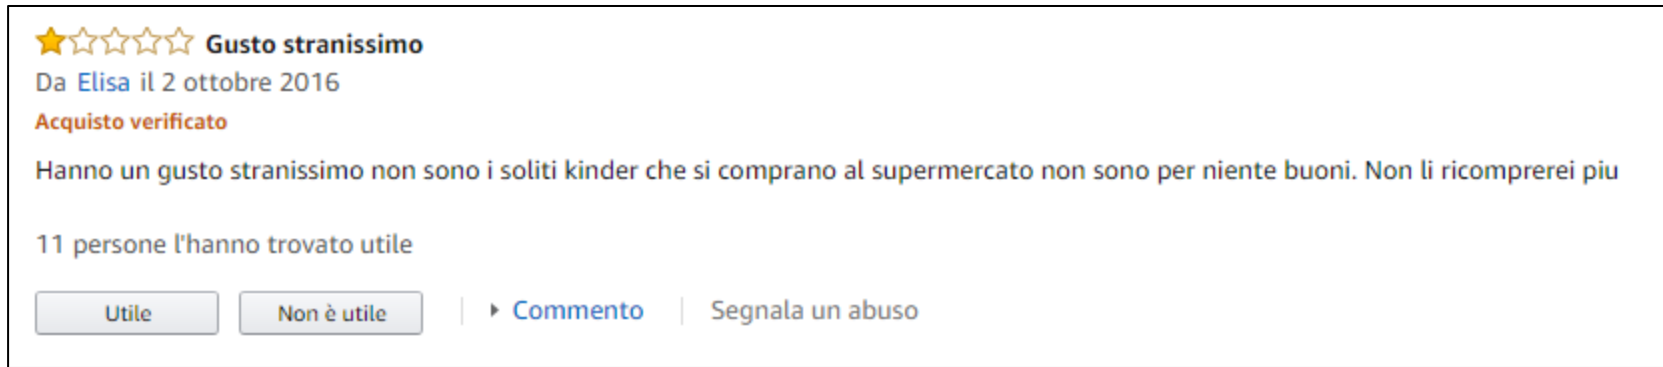 Gusto stranissimo
Da Elisa il 2 ottobre 2016
Acquisto verificato
Hanno un gusto stranissimo non sono i soliti kinder che si comprano al supermercato non sono per niente buoni. Non li ricomprerei piu
11 persone l'hanno trovato utile
Utile Non è utile Commento Segnala un abuso